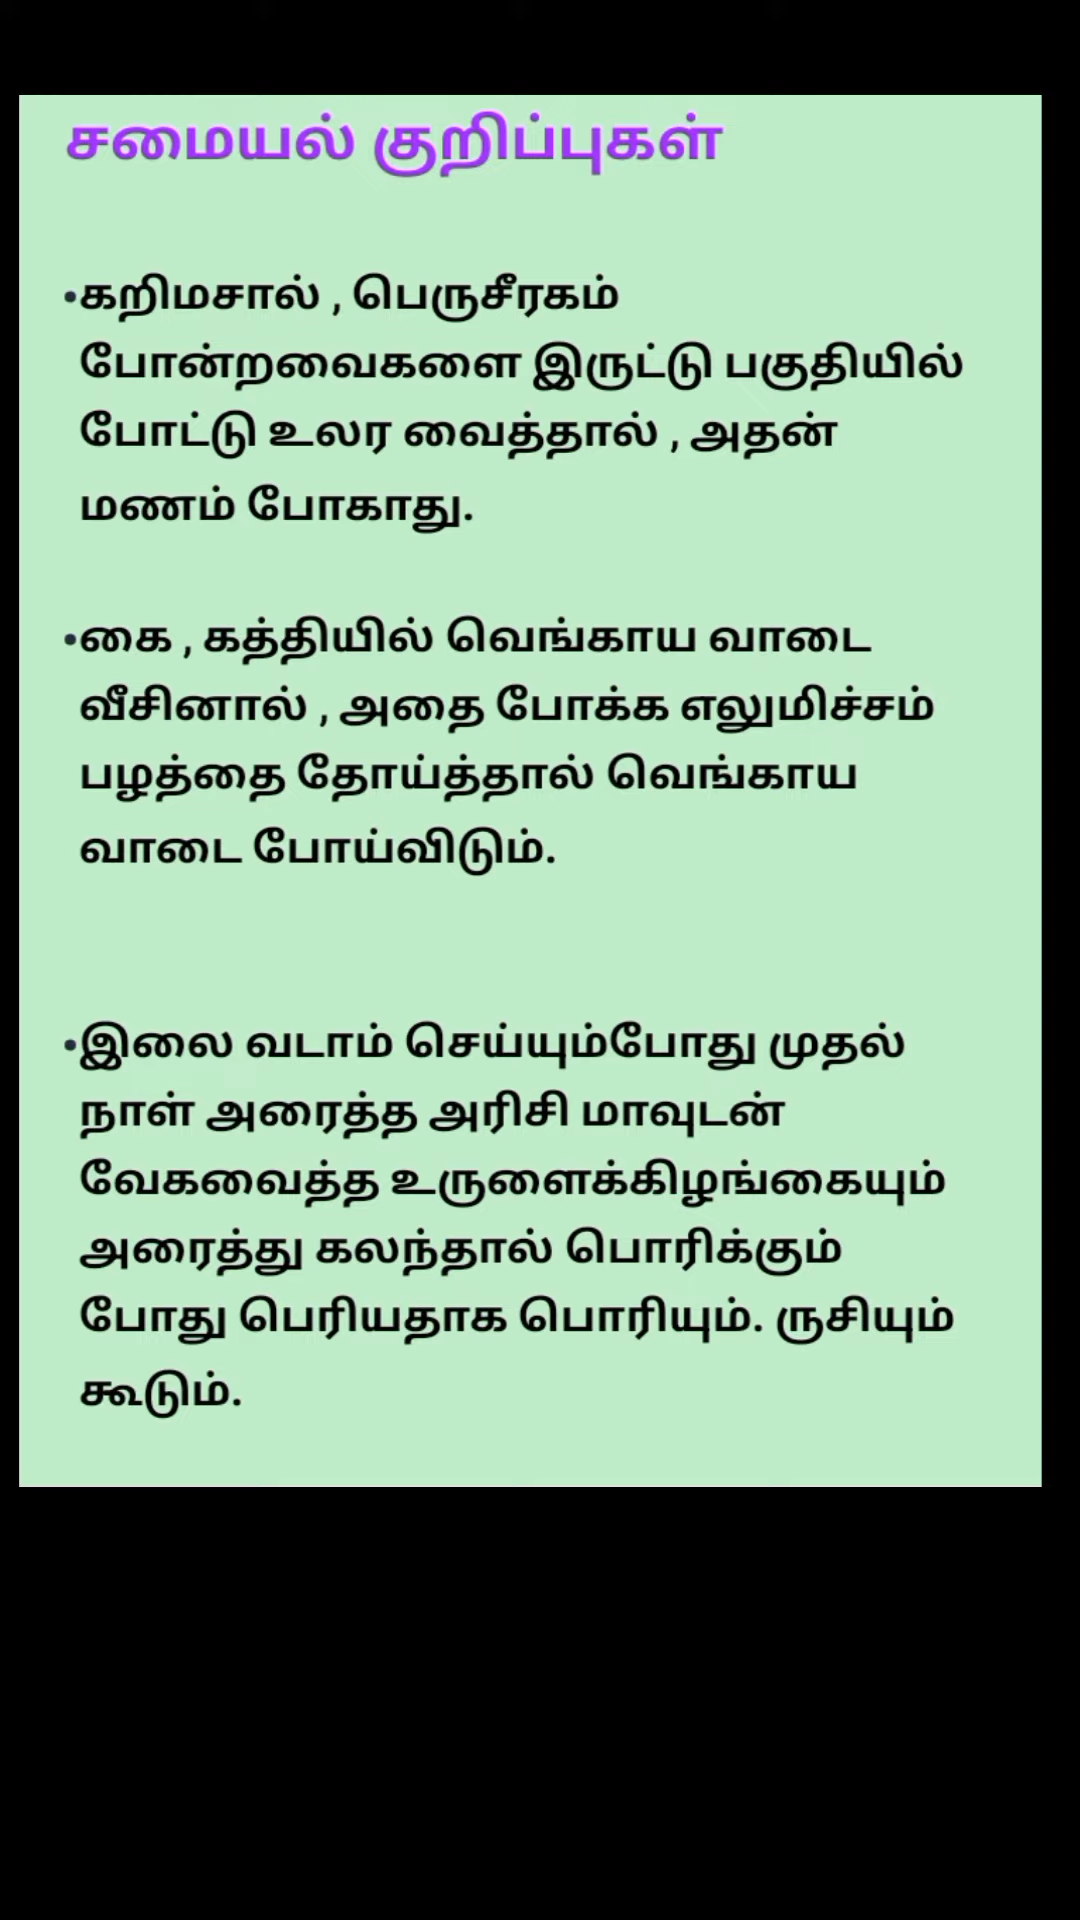 சமையல் குறிப்புகள்
•கறிமசால் , பெருசீரகம்
போன்றவைகளை இருட்டு பகுதியில்
போட்டு உலர வைத்தால் , அதன்
மணம் போகாது.
•கை , கத்தியில் வெங்காய வாடை
வீசினால் , அதை போக்க எலுமிச்சம்
பழத்தை தோய்த்தால் வெங்காய
வாடை போய்விடும்.
•இலை வடாம் செய்யும்போது முதல்
நாள் அரைத்த அரிசி மாவுடன்
வேகவைத்த உருளைக்கிழங்கையும்
அரைத்து கலந்தால் பொரிக்கும்
போது பெரியதாக பொரியும். ருசியும்
கூடும்.